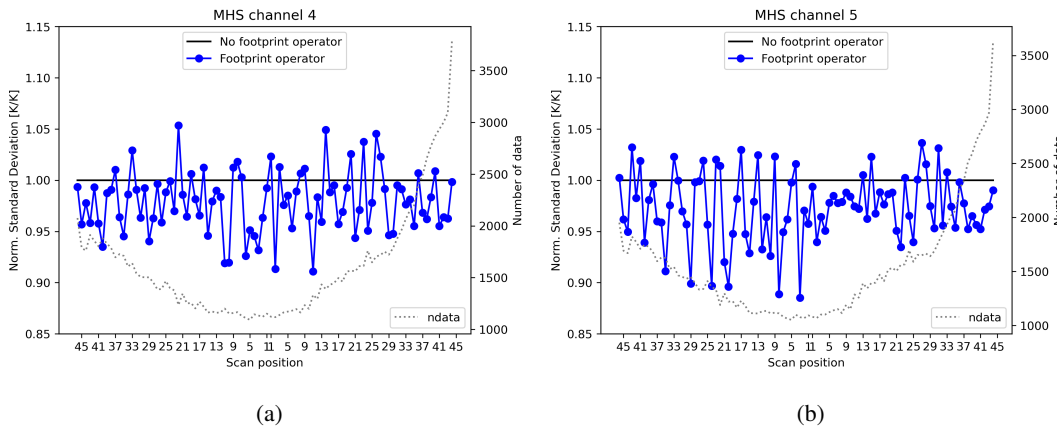 MHS channel 4
1.15
1.10
1.05
1.00
0.95
0.90
0.85
Norm. Standard Deviation [K/K]
No footprint operator
Footprint operator
ndata
3500
3000
2500
2000
1500
1000
Number of data
45 41 37 33 29 25 21 17 13 9 5 11 5 9 13 17 21 25 29 33 37 41 45
Scan position
(a)
MHS channel 5
1.15
1.10
1.05
1.00
0.95
0.90
0.85
Norm. Standard Deviation [K/K]
No footprint operator
Footprint operator
ndata
3500
3000
2500
2000
1500
1000
Number of data
45 41 37 33 29 25 21 17 13 9 5 11 5 9 13 17 21 25 29 33 37 41 45
Scan position
(b)